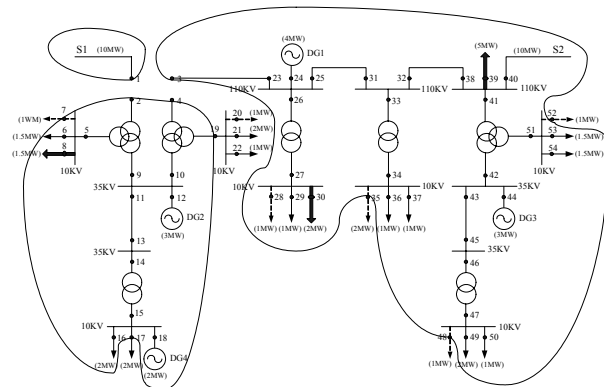 (4MW)
DG1
(5MW)
S1 (10MW)
(10MW) S2
1 3 23 24 25 31 32 38 39 40
110KV 110KV 110KV
2 4 26 33 41
7 20 52
(1WM) (1MW) (1MW)
6 5 19 21 51 53
(1.5MW) (2MW) (1.5MW)
8 22 54
(1.5MW) (1MW) (1MW)
10KV 10KV 10KV
9 10 27 34 42
35KV 10KV 10KV 35KV
11 12 28 29 30 35 36 37 43 44
DG2 DG3
(1MW) (1MW) (2MW) (2MW) (1MW) (1MW)
(3MW) (3MW)
13 45
35KV 35KV
14 46
15 47
10KV 10KV
16 17 18 48 49 50
DG4
(2MW) (2MW) (2MW) (1MW) (2MW) (1MW)